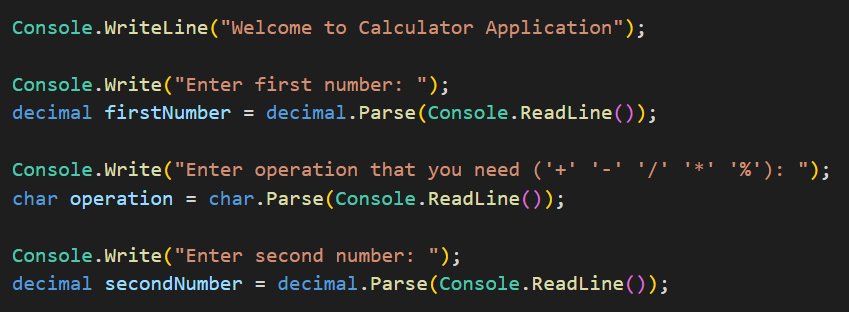 Console.WriteLine("Welcome to Calculator Application");
Console.Write("Enter first number: ");
decimal firstNumber = decimal.Parse(Console.ReadLine());
Console.Write("Enter operation that you need ('+' '-' '/' '*' '%'): ");
char operation = char.Parse(Console.ReadLine());
Console.Write("Enter second number: ");
decimal secondNumber = decimal.Parse(Console.ReadLine());